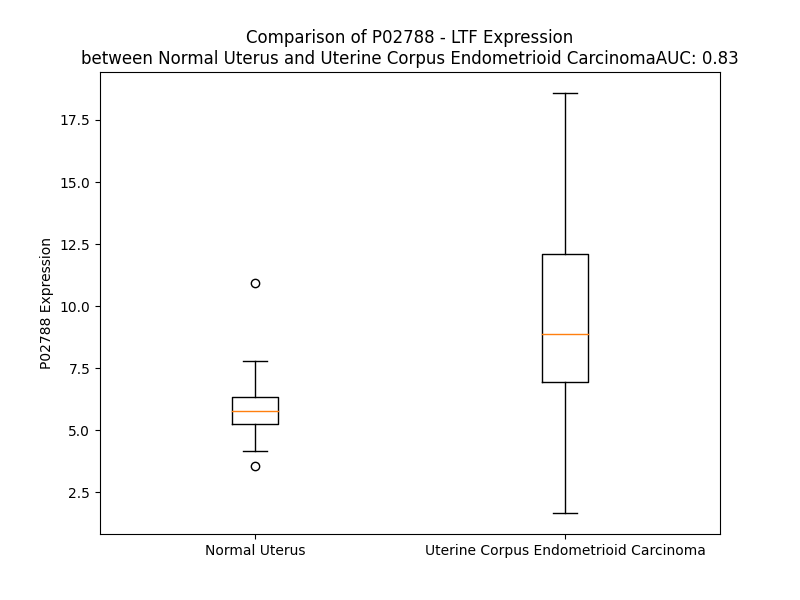 Comparison of P02788 - LTF Expression
between Normal Uterus and Uterine Corpus Endometrioid CarcinomaAUC: 0.83
P02788 Expression
17.5
15.0
12.5
10.0
7.5
5.0
2.5
Normal Uterus
Uterine Corpus Endometrioid Carcinoma